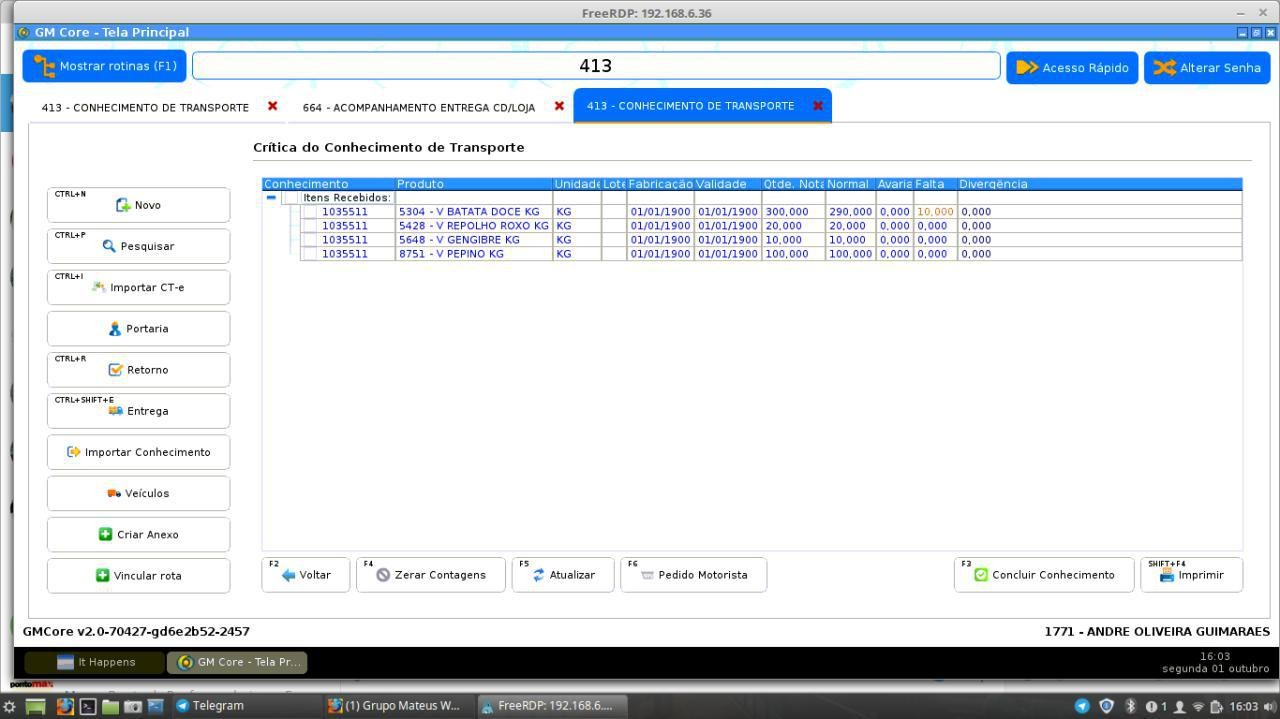 FreeRDP: 192.168.6.36
GM Core - Tela Principal
Mostrar rotinas (F1)
413
Acesso Rápido
Alterar Senha
413 - CONHECIMENTO DE TRANSPORTE
664 - ACOMPANHAMENTO ENTREGA CD/LOJA
413 - CONHECIMENTO DE TRANSPORTE
Crítica do Conhecimento de Transporte
CTRL+N
Novo
CTRL+P
Pesquisar
CTRL+I
Importar CT-e
Portaria
CTRL+R
Retorno
CTRL+SHIFT+E
Entrega
Importar Conhecimento
Veículos
Criar Anexo
Vincular rota
Conhecimento Produto Unidade Lote Fabricação Validade Qtde. Nota Normal Avaria Falta Divergência
Itens Recebidos:
1035511 5304 - V BATATA DOCE KG KG 01/01/1900 01/01/1900 300,000 290,000 0,000 10,000 0,000
1035511 5428 - V REPOLHO ROXO KG KG 01/01/1900 01/01/1900 20,000 20,000 0,000 0,000 0,000
1035511 5648 - V GENGIBRE KG KG 01/01/1900 01/01/1900 10,000 10,000 0,000 0,000 0,000
1035511 8751 - V PEPINO KG KG 01/01/1900 01/01/1900 100,000 100,000 0,000 0,000 0,000
F2 Voltar
F4 Zerar Contagens
F5 Atualizar
F6 Pedido Motorista
F3 Concluir Conhecimento
SHIFT+F4 Imprimir
GMCore v2.0-70427-gd6e2b52-2457
1771 - ANDRE OLIVEIRA GUIMARAES
It Happens
GM Core - Tela Pr...
16:03
segunda 01 outubro
Telegram
(1) Grupo Mateus W...
FreeRDP: 192.168.6....
1
16:03